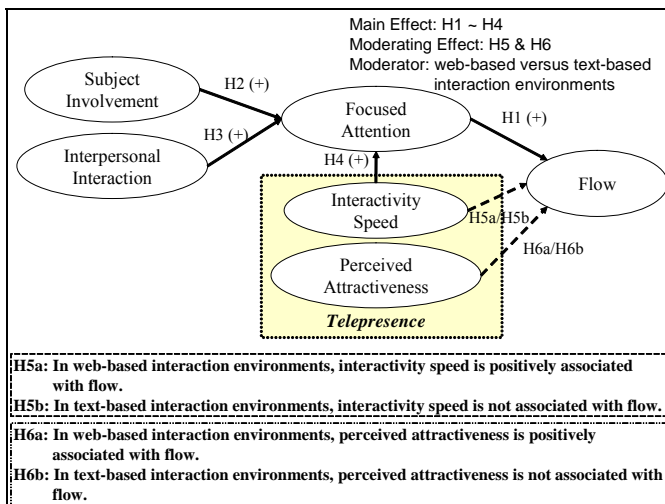 Main Effect: H1 ~ H4
Moderating Effect: H5 & H6
Moderator: web-based versus text-based
interaction environments
Subject
Involvement
H2 (+)
Focused
Attention
H1 (+)
H3 (+)
Interpersonal
Interaction
H4 (+)
Flow
Interactivity
Speed
H5a/H5b
H6a/H6b
Perceived
Attractiveness
Telepresence
H5a: In web-based interaction environments, interactivity speed is positively associated
with flow.
H5b: In text-based interaction environments, interactivity speed is not associated with flow.
H6a: In web-based interaction environments, perceived attractiveness is positively
associated with flow.
H6b: In text-based interaction environments, perceived attractiveness is not associated with
flow.